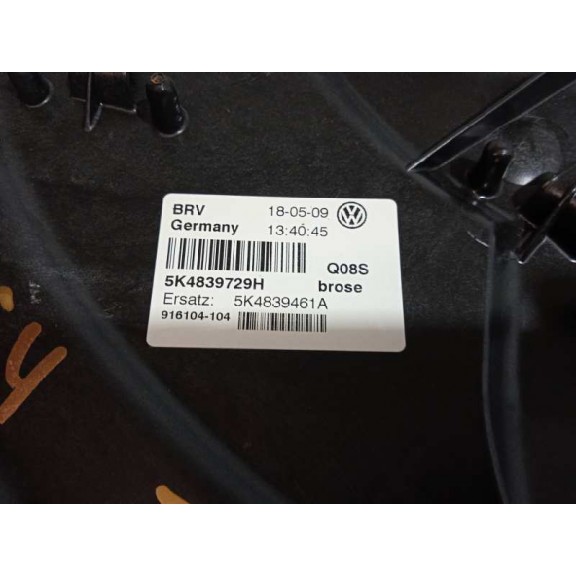 BRV 18-05-09
Germany 13:40:45
5K4839729H Q08S
Ersatz: 5K4839461A brose
916104-104